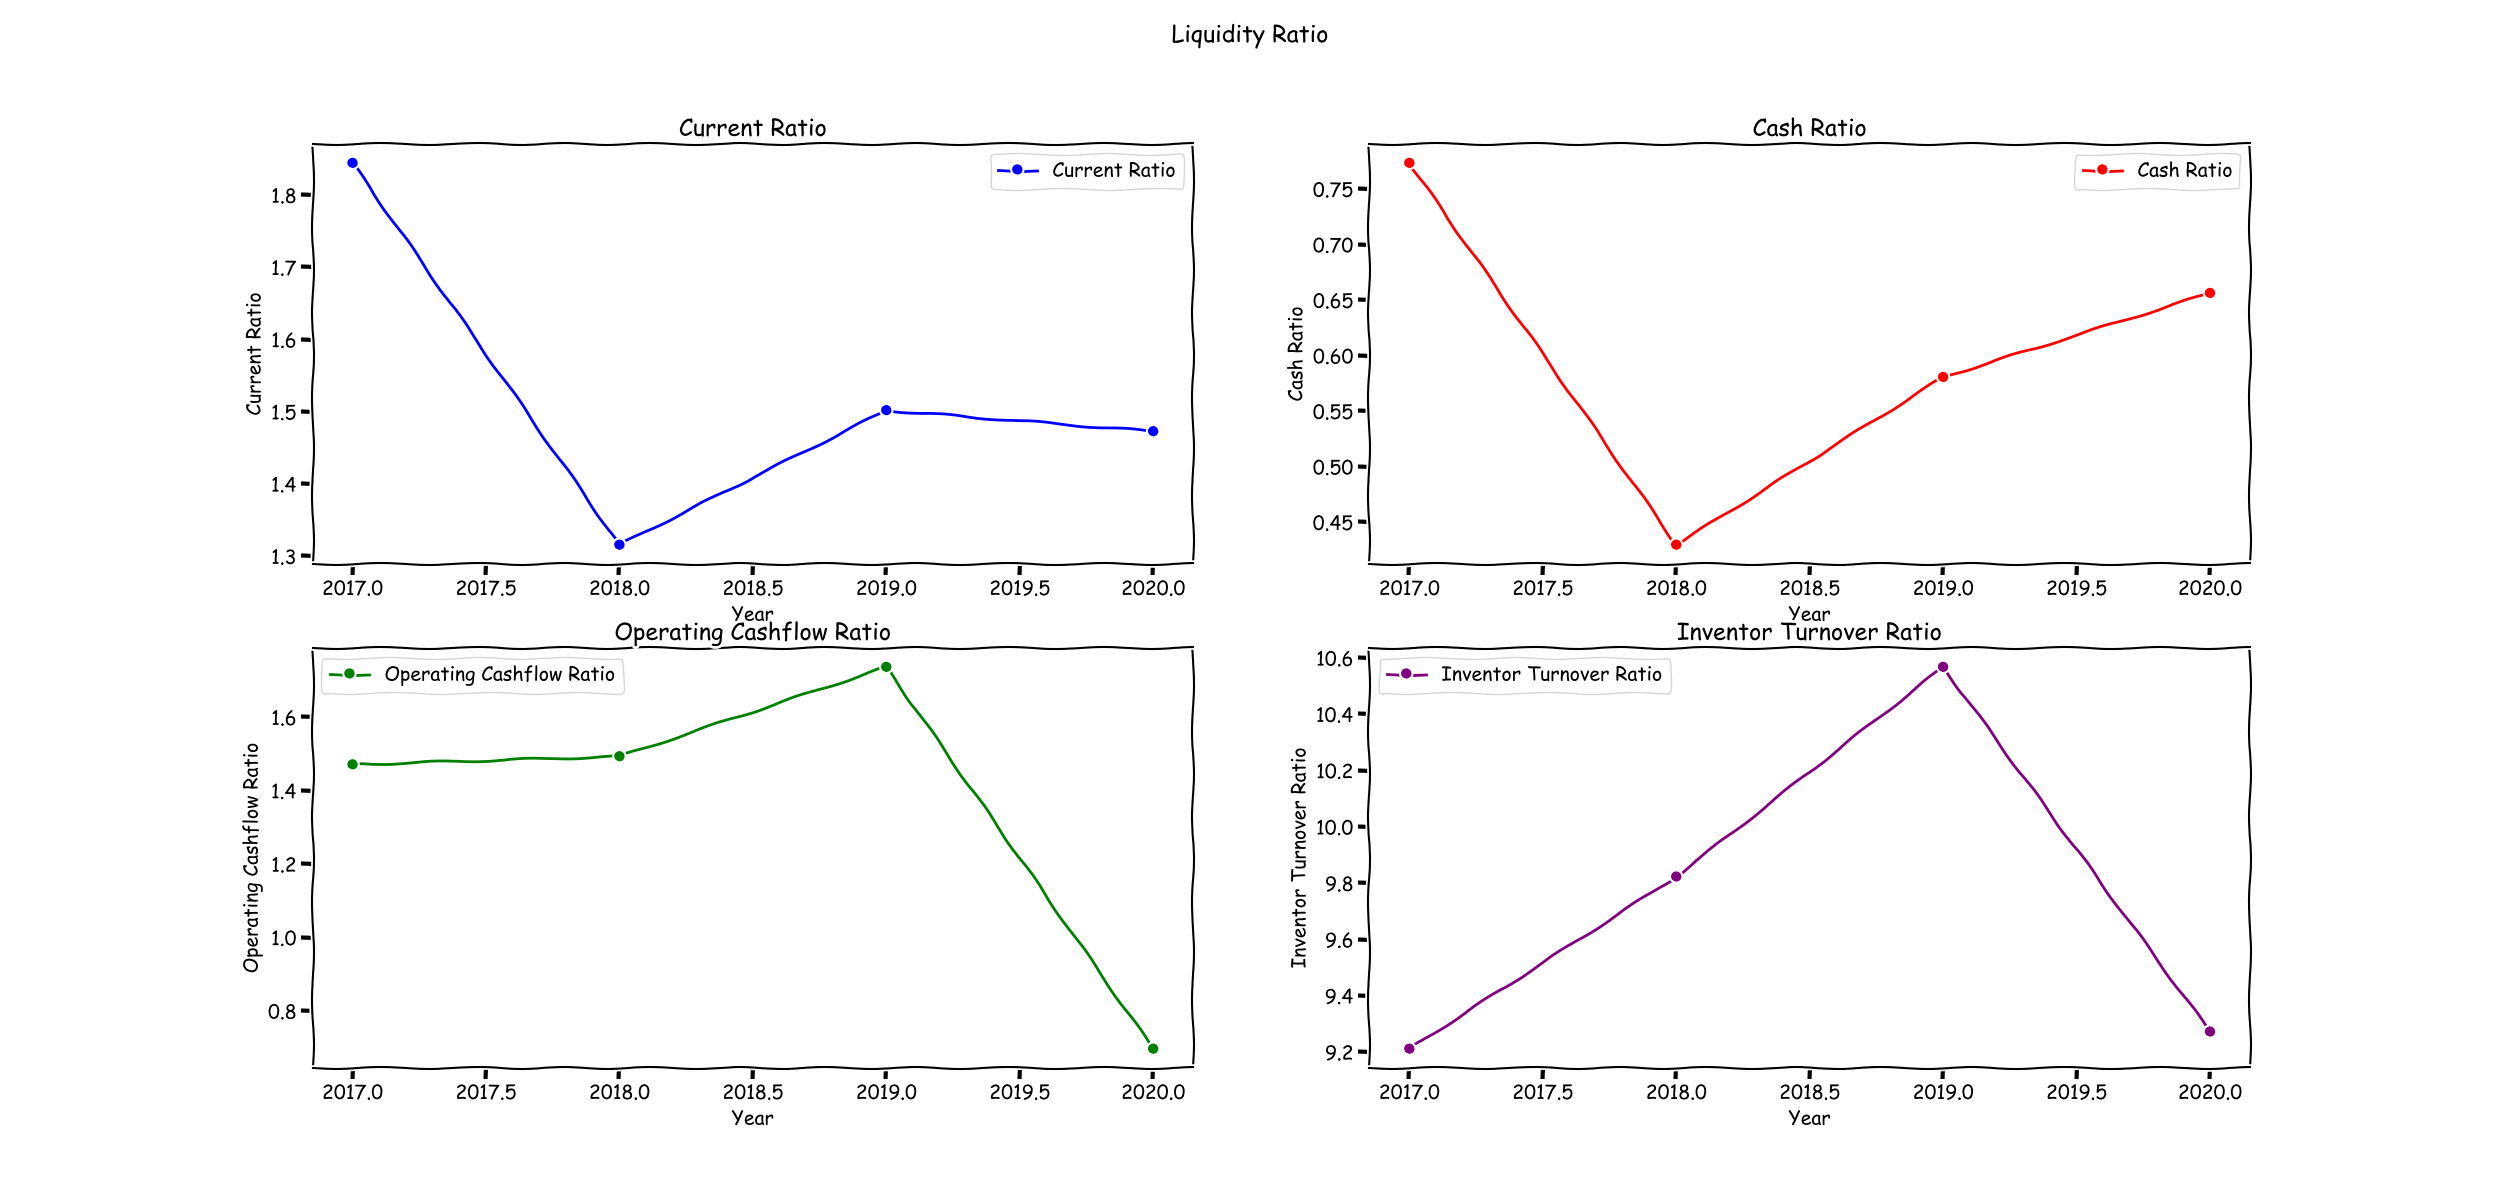 Liquidity Ratio
Current Ratio
Current Ratio
1.8
1.7
1.6
1.5
1.4
1.3
Current Ratio
2017.0 2017.5 2018.0 2018.5 2019.0 2019.5 2020.0
Year
Cash Ratio
Cash Ratio
0.75
0.70
0.65
0.60
0.55
0.50
0.45
Cash Ratio
2017.0 2017.5 2018.0 2018.5 2019.0 2019.5 2020.0
Year
Operating Cashflow Ratio
Operating Cashflow Ratio
1.6
1.4
1.2
1.0
0.8
Operating Cashflow Ratio
2017.0 2017.5 2018.0 2018.5 2019.0 2019.5 2020.0
Year
Inventor Turnover Ratio
Inventor Turnover Ratio
10.6
10.4
10.2
10.0
9.8
9.6
9.4
9.2
Inventor Turnover Ratio
2017.0 2017.5 2018.0 2018.5 2019.0 2019.5 2020.0
Year